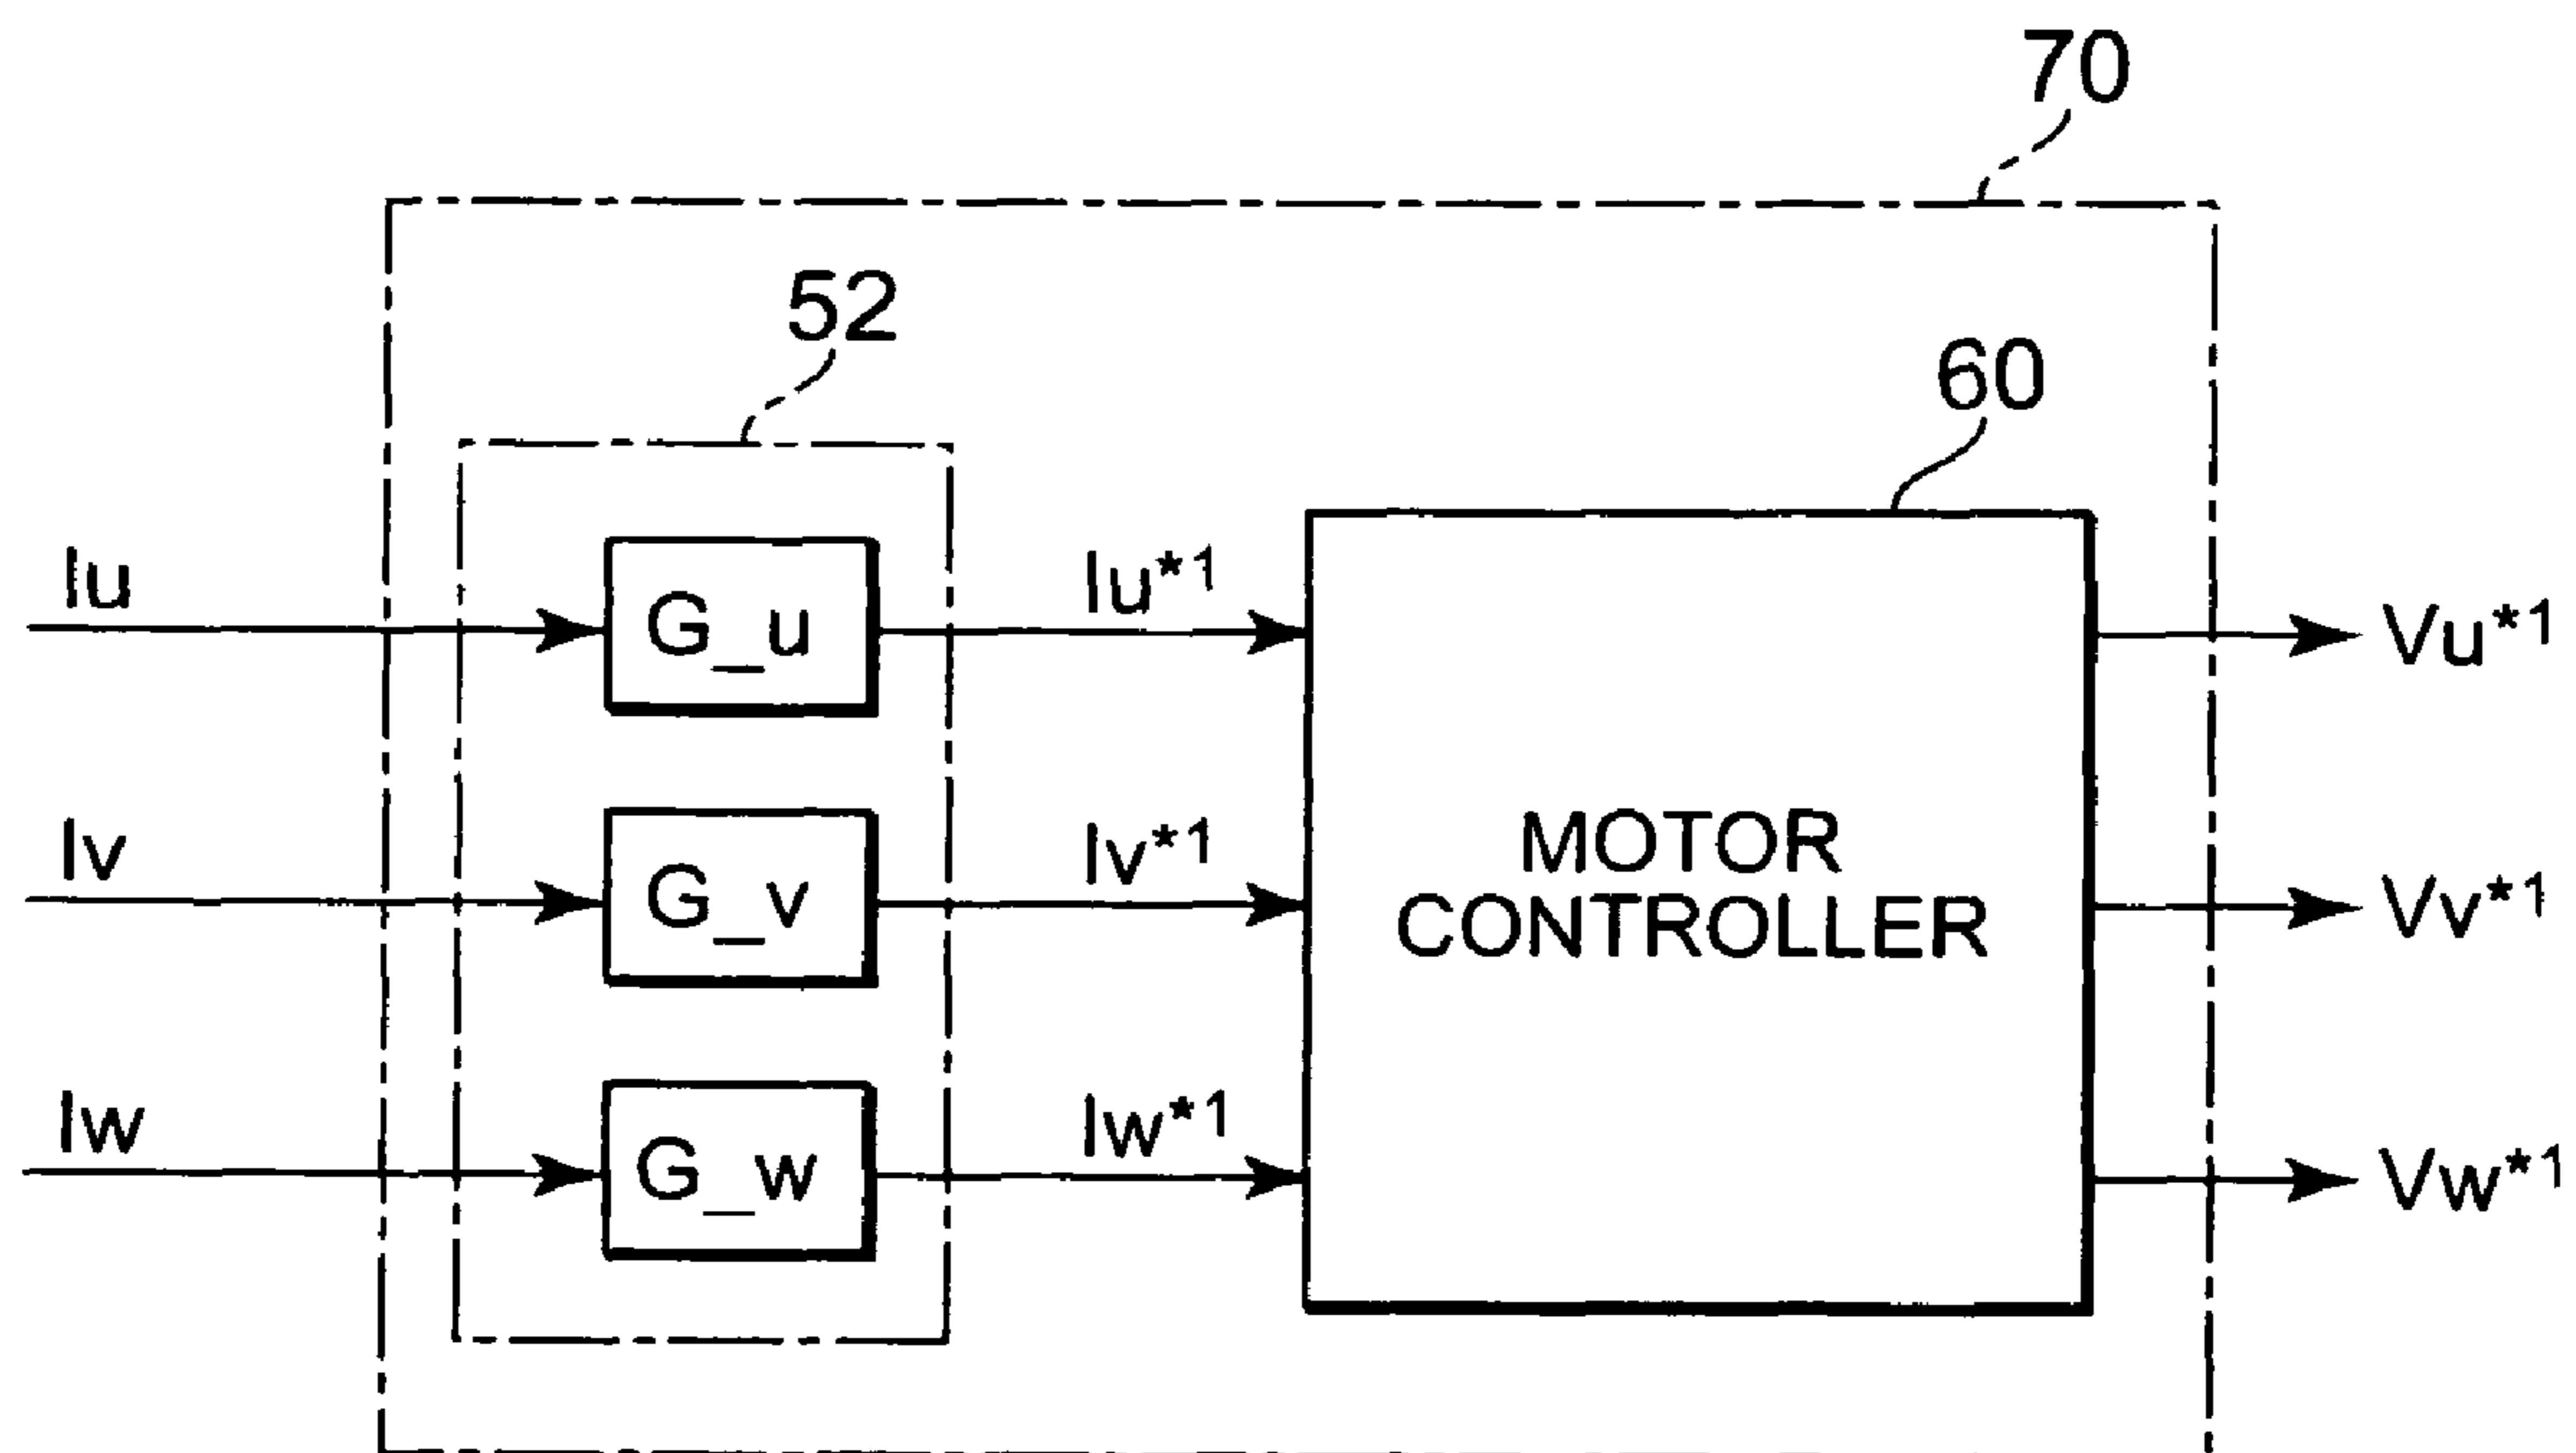 70
52
60
Iu
G_u
Iu*1
Vu*1
Iv
G_v
Iv*1
MOTOR
CONTROLLER
Vv*1
Iw
G_w
Iw*1
Vw*1